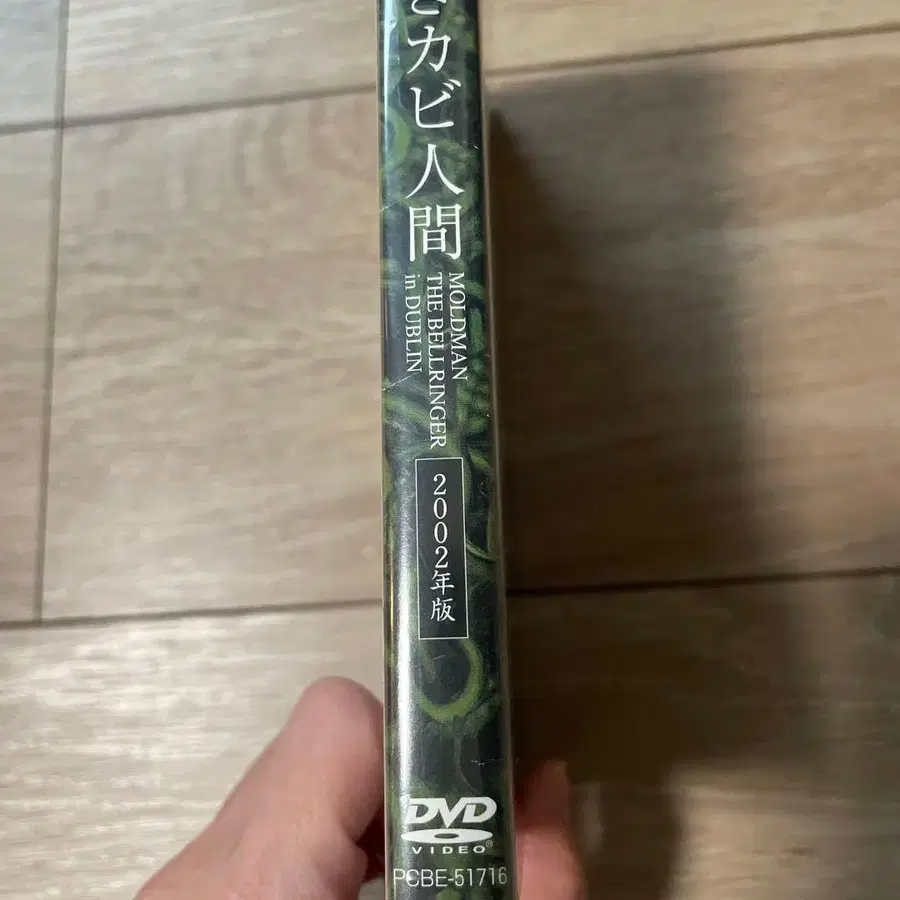 きカビ人間
MOLDMAN
THE BELLRINGER
in DUBLIN
2002年版
DVD
VIDEO
PCBE-51716